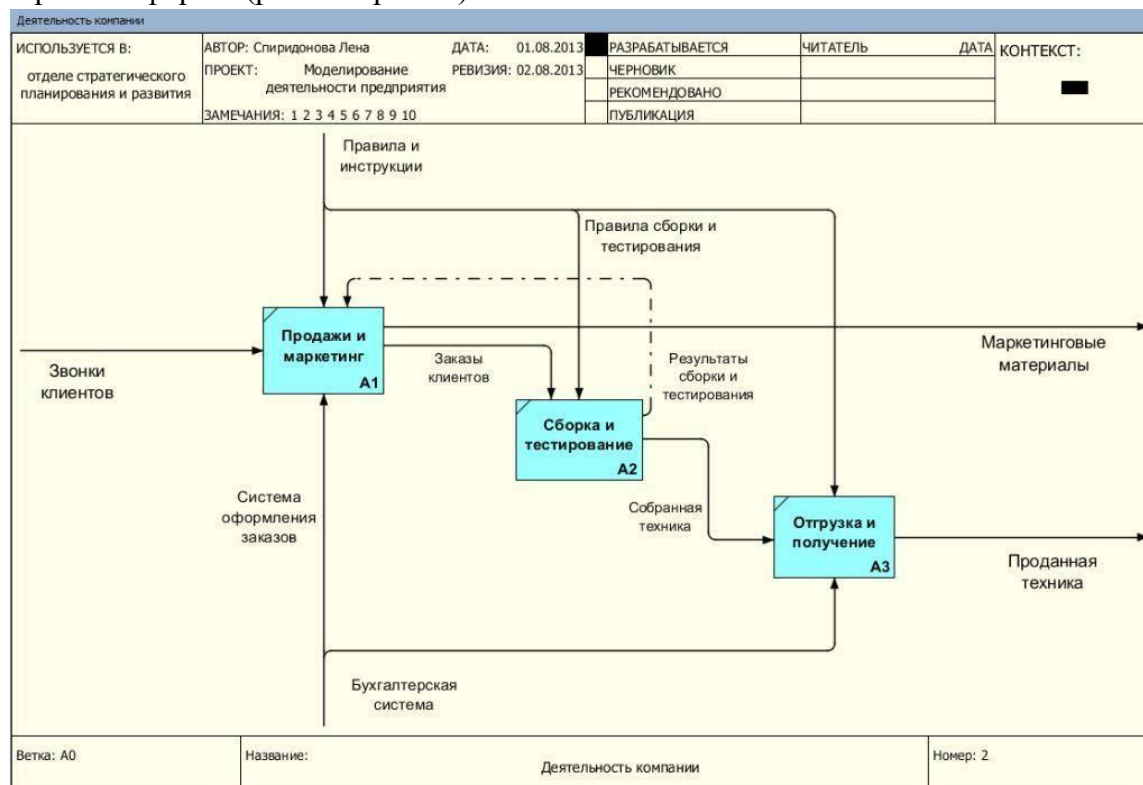 Деятельность компании
ИСПОЛЬЗУЕТСЯ В:
отделе стратегического
планирования и развития
АВТОР: Спиридонова Лена
ДАТА: 01.08.2013
ПРОЕКТ: Моделирование
деятельности предприятия
РЕВИЗИЯ: 02.08.2013
ЗАМЕЧАНИЯ: 1 2 3 4 5 6 7 8 9 10
РАЗРАБАТЫВАЕТСЯ
ЧЕРНОВИК
РЕКОМЕНДОВАНО
ПУБЛИКАЦИЯ
ЧИТАТЕЛЬ
ДАТА
КОНТЕКСТ:
Правила и
инструкции
Правила сборки и
тестирования
Продажи и
маркетинг
A1
Звонки
клиентов
Заказы
клиентов
Результаты
сборки и
тестирования
Маркетинговые
материалы
Сборка и
тестирование
A2
Система
оформления
заказов
Собранная
техника
Отгрузка и
получение
A3
Проданная
техника
Бухгалтерская
система
Ветка: A0
Название:
Деятельность компании
Номер: 2